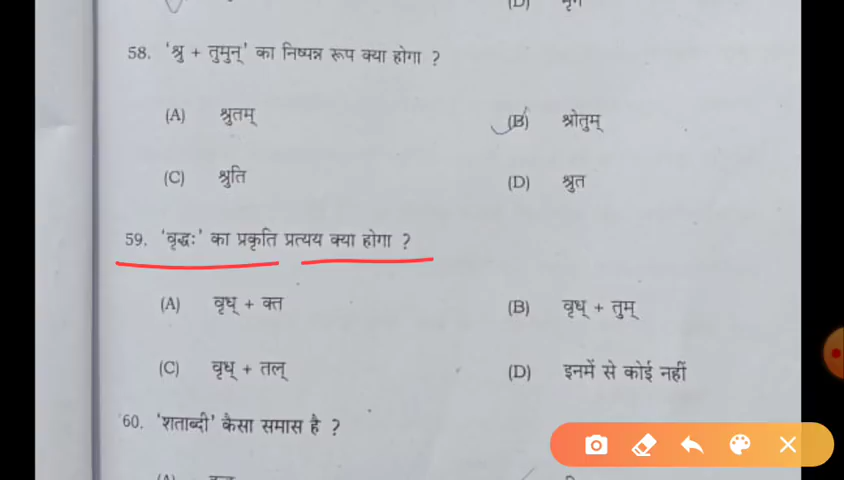 (D) मृग
58. 'श्रु + तुमुन्' का निष्पन्न रूप क्या होगा ?
(A) श्रुतम् (B) श्रोतुम्
(C) श्रुति (D) श्रुत
59. 'वृद्धः' का प्रकृति प्रत्यय क्या होगा ?
(A) वृध् + क्त (B) वृध् + तुम्
(C) वृध् + तल् (D) इनमें से कोई नहीं
60. 'शताब्दी' कैसा समास है ?
(A)